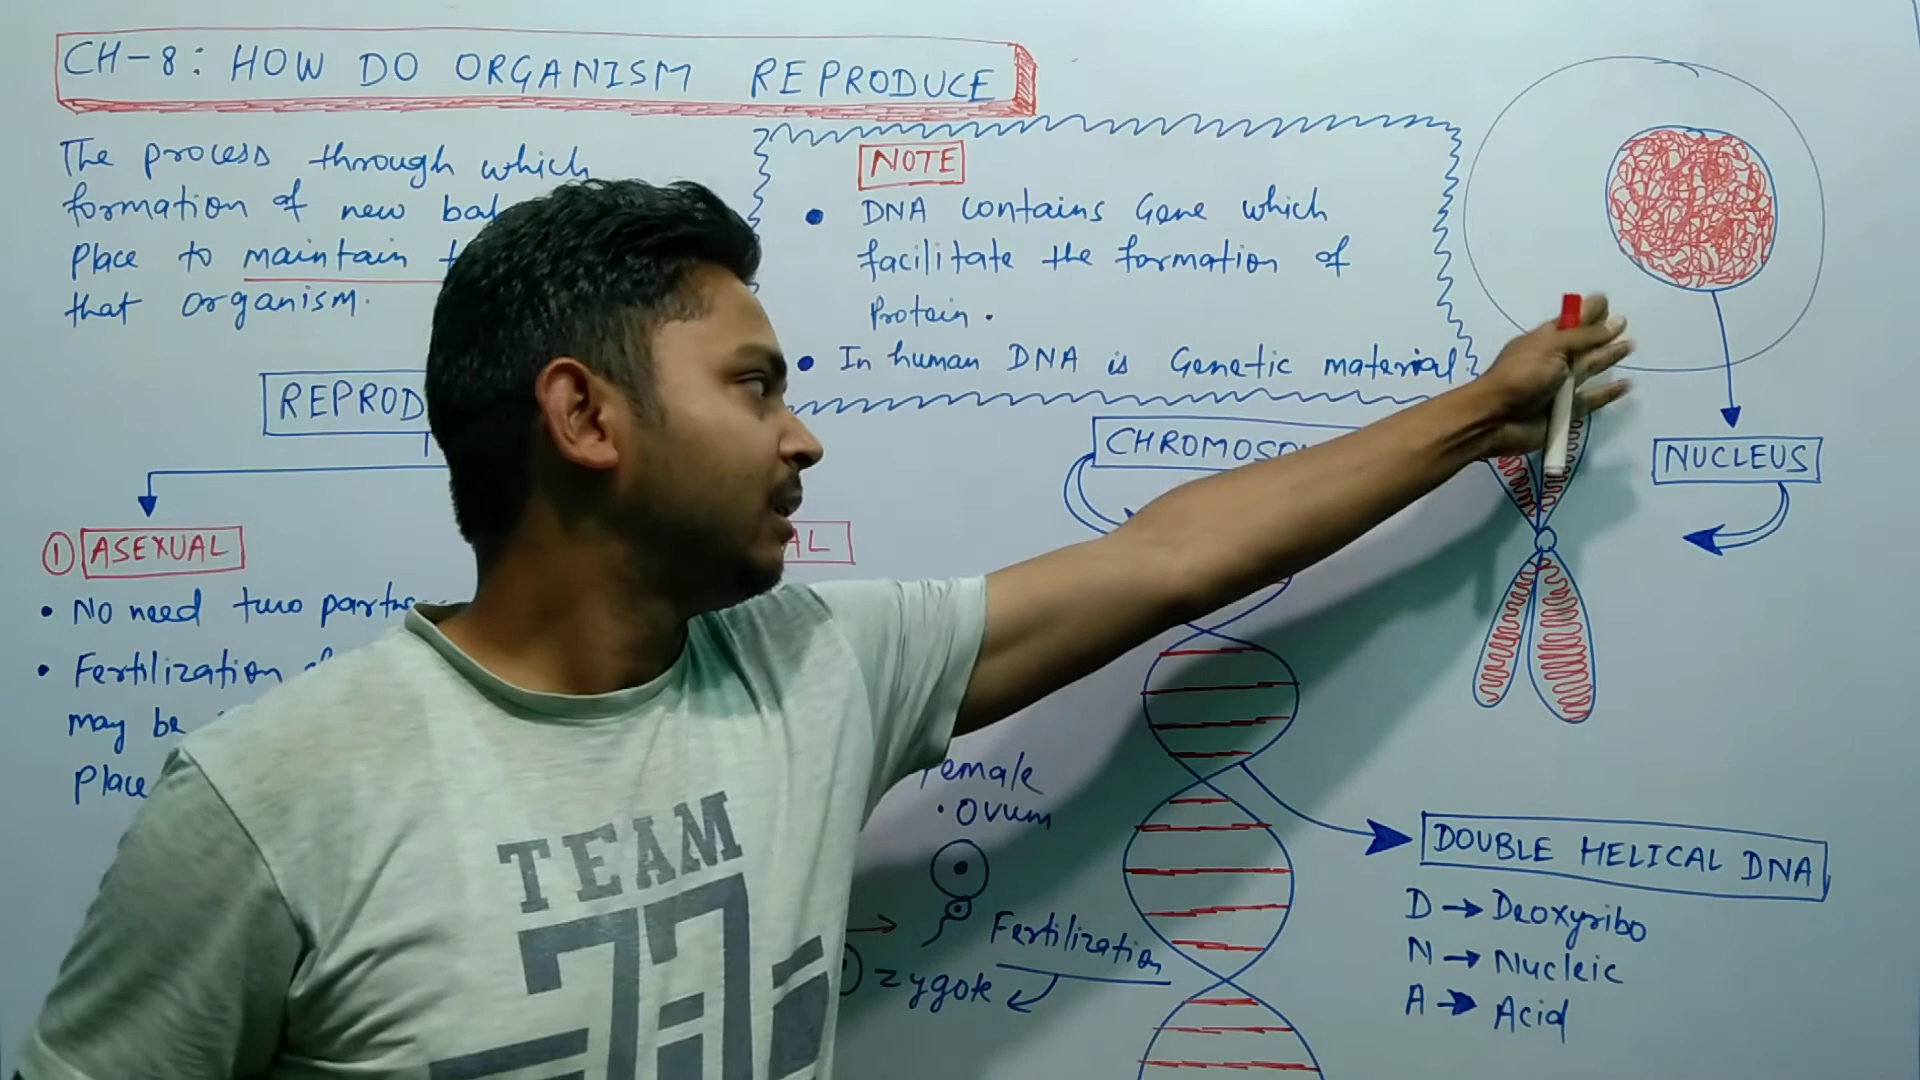 CH-8: HOW DO ORGANISM REPRODUCE
The process through which
formation of new
place to maintain
that organism.
REPROD
① ASEXUAL
• No need two
• Fertilization
may be
place
NOTE
• DNA contains Gene which
facilitate the formation of
Protein.
• In human DNA is Genetic material
CHROMOSO
NUCLEUS
AL
Female
• Ovum
Fertilization
zygote
DOUBLE HELICAL DNA
D → Deoxyribo
N → Nucleic
A → Acid
TEAM
77